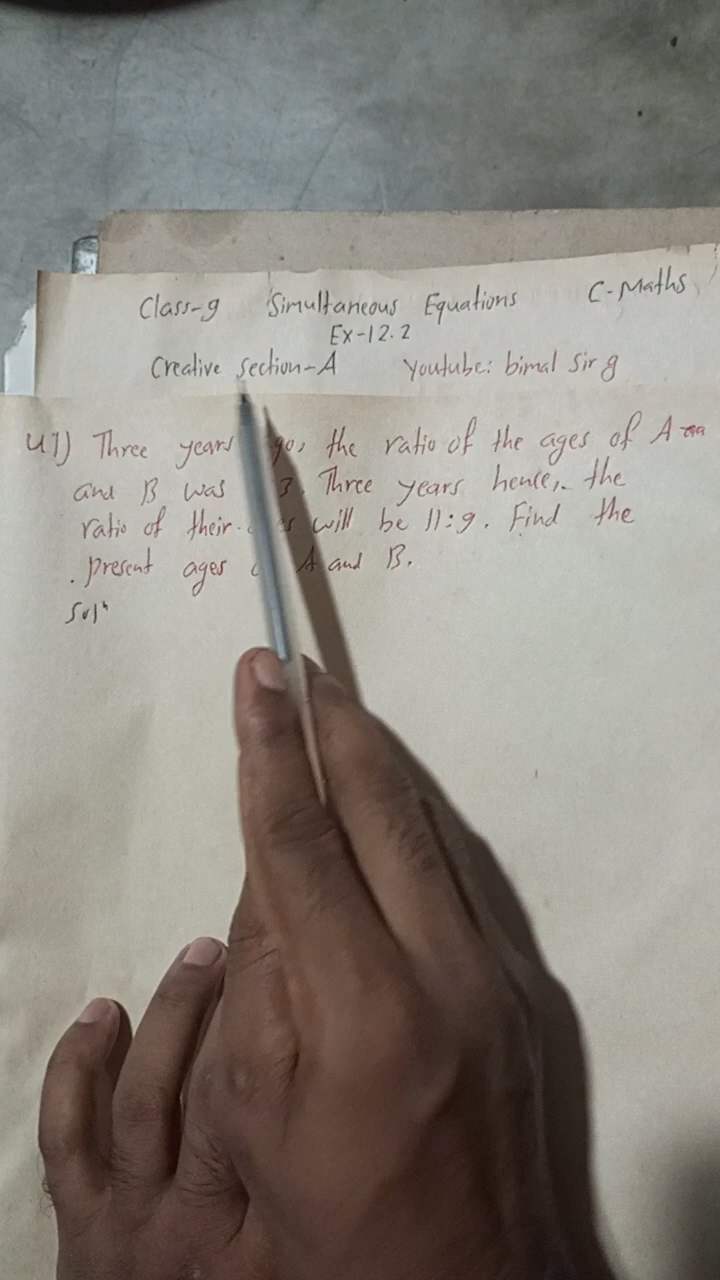 Class-9 Simultaneous Equations C-Maths
Ex-12.2
Creative Section-A Youtube: bimal sir g
Three years the ratio of the ages of A
and B was 3. Three years hence, the
ratio of their will be 11:9. Find the
present ages A and B.
Solⁿ